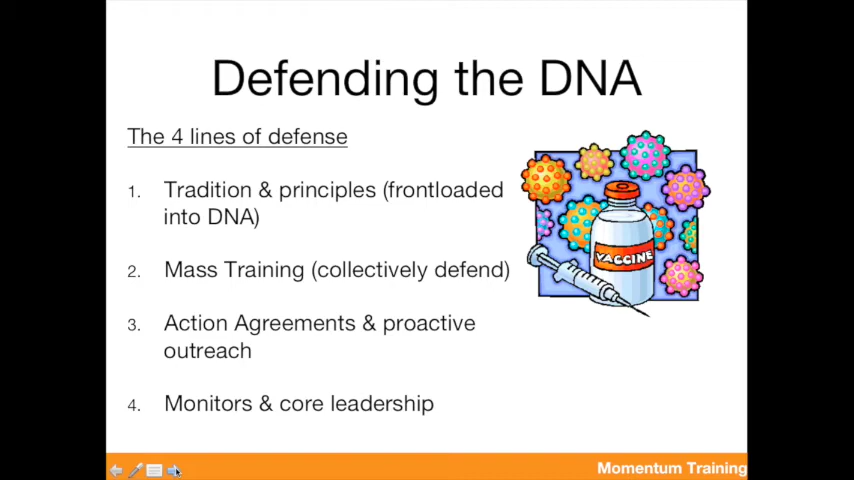 Defending the DNA
The 4 lines of defense
1. Tradition & principles (frontloaded
into DNA)
2. Mass Training (collectively defend)
3. Action Agreements & proactive
outreach
4. Monitors & core leadership
VACCINE
Momentum Training